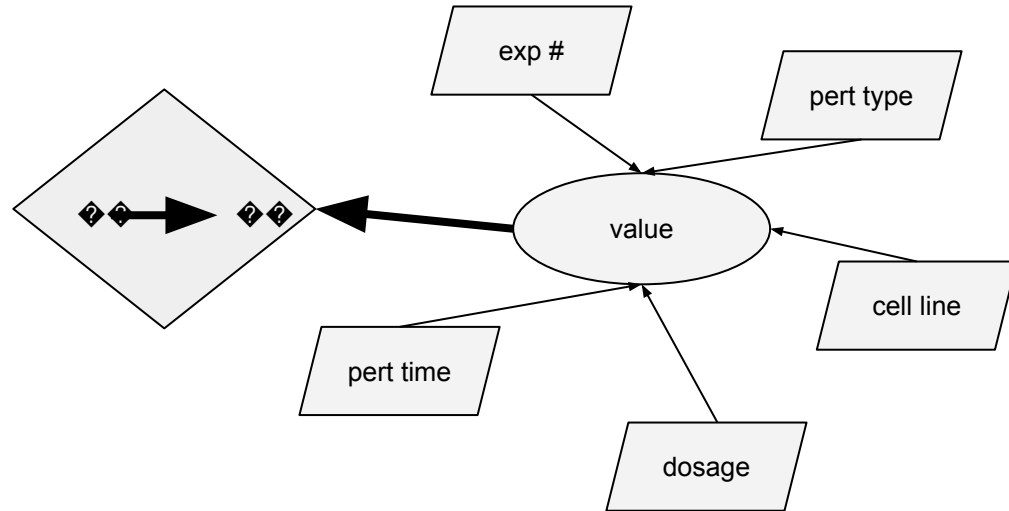 exp #
pert type
�� ��
value
cell line
pert time
dosage